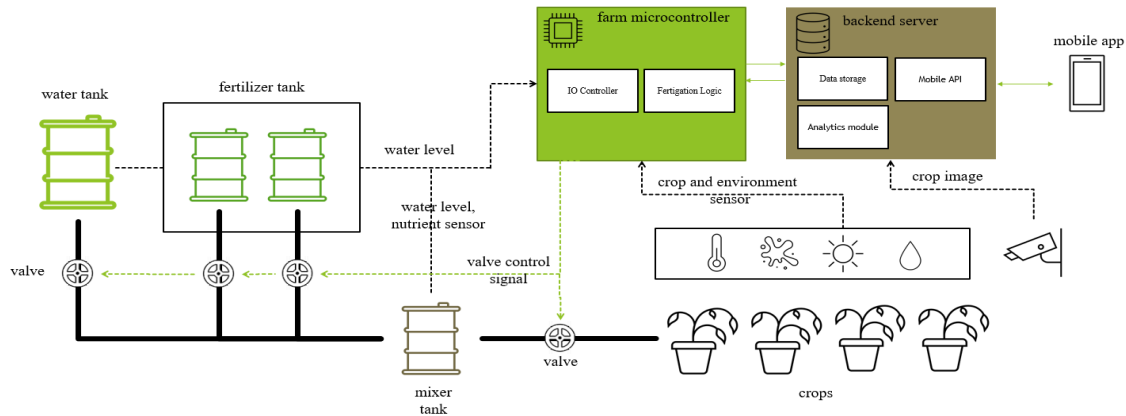 farm microcontroller
backend server
mobile app
IO Controller
Fertigation Logic
Data storage
Mobile API
Analytics module
water tank
fertilizer tank
water level
water level,
nutrient sensor
crop and environment
sensor
crop image
valve
valve control
signal
valve
mixer
tank
crops